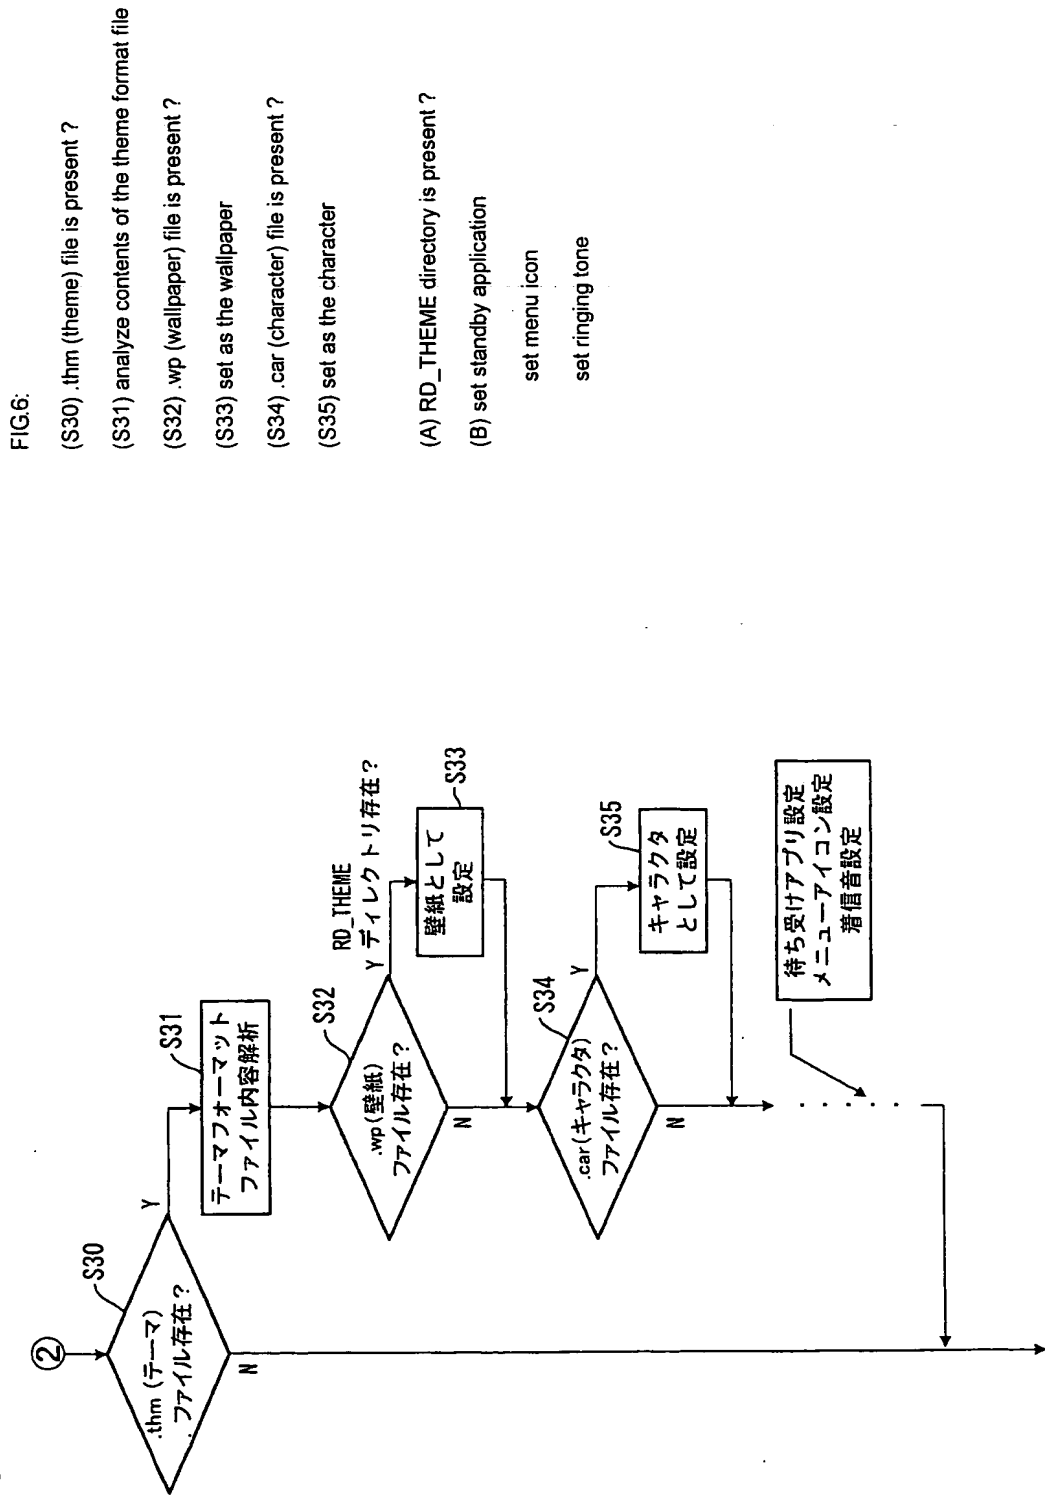 FIG.6:
(S30) .thm (theme) file is present ?
(S31) analyze contents of the theme format file
(S32) .wp (wallpaper) file is present ?
(S33) set as the wallpaper
(S34) .car (character) file is present ?
(S35) set as the character
(A) RD_THEME directory is present ?
(B) set standby application
set menu icon
set ringing tone
②
S30
.thm (テーマ)
ファイル存在?
Y
N
S31
テーマフォーマット
ファイル内容解析
S32
.wp(壁紙)
ファイル存在?
RD_THEME
Y ディレクトリ存在?
N
S33
壁紙として
設定
S34
.car(キャラクタ)
ファイル存在?
Y
N
S35
キャラクタ
として設定
待ち受けアプリ設定
メニューアイコン設定
着信音設定